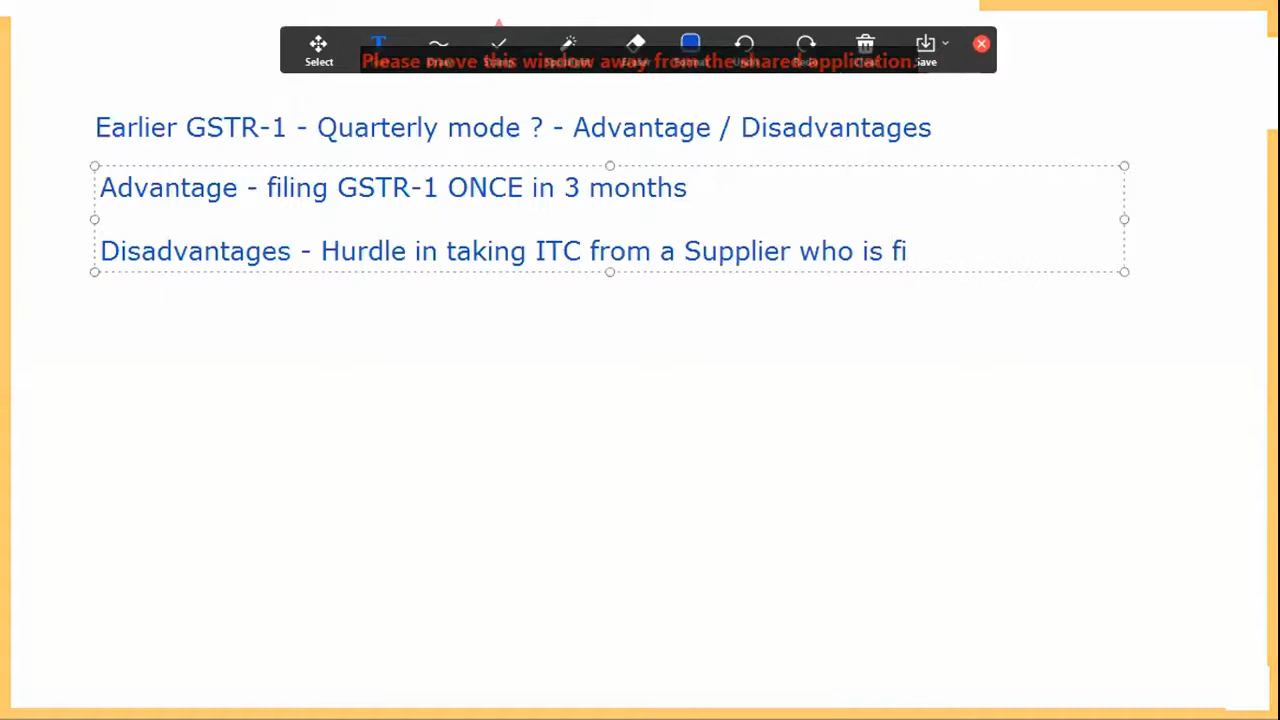 Select
Save
Please move this window away from the shared application.
Earlier GSTR-1 - Quarterly mode ? - Advantage / Disadvantages
Advantage - filing GSTR-1 ONCE in 3 months
Disadvantages - Hurdle in taking ITC from a Supplier who is fi